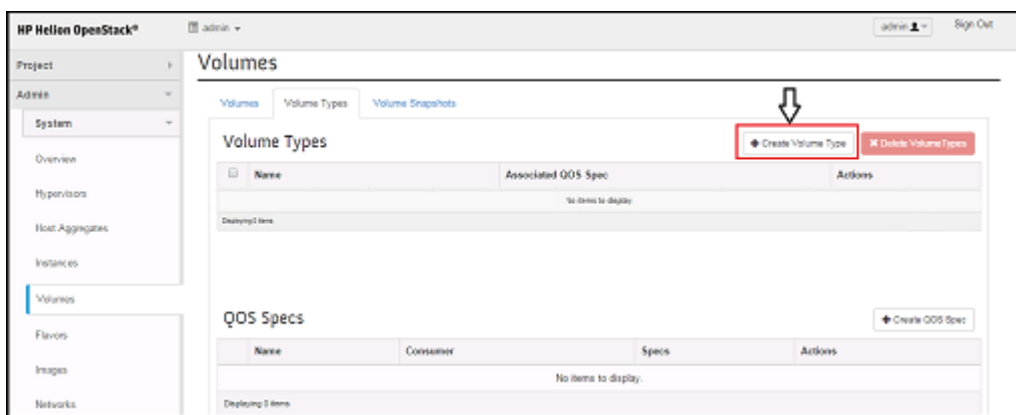 HP Helion OpenStack®
admin
admin
Sign Out
Project
Admin
System
Overview
Hypervisors
Host Aggregates
Instances
Volumes
Flavors
Images
Networks
Volumes
Volumes Volume Types Volume Snapshots
Volume Types
Create Volume Type
Delete VolumeTypes
Name Associated QOS Spec Actions
No items to display.
Displaying 0 items
QOS Specs
Create QOS Spec
Name Consumer Specs Actions
No items to display.
Displaying 0 items